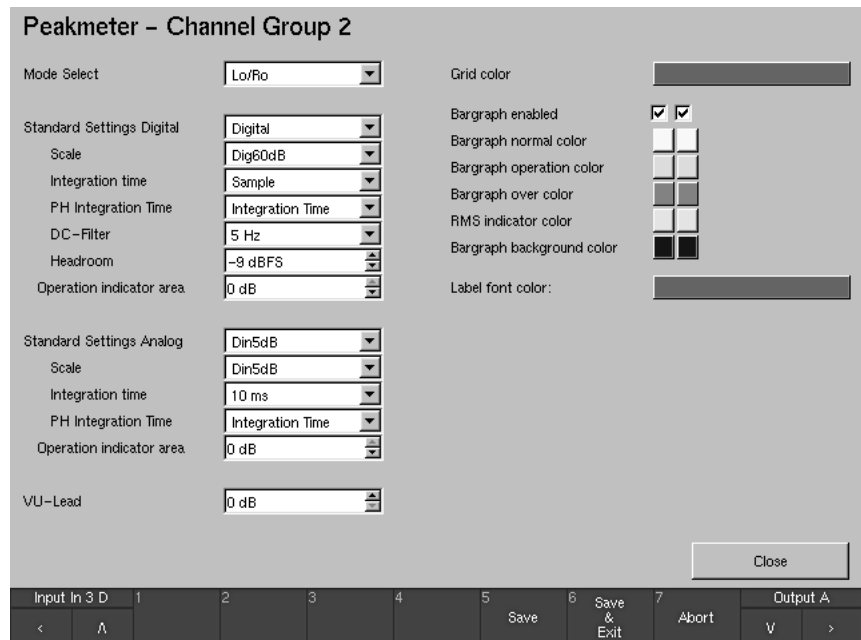 Peakmeter – Channel Group 2
Mode Select Lo/Ro
Standard Settings Digital Digital
Scale Dig60dB
Integration time Sample
PH Integration Time Integration Time
DC-Filter 5 Hz
Headroom -9 dBFS
Operation indicator area 0 dB
Standard Settings Analog Din5dB
Scale Din5dB
Integration time 10 ms
PH Integration Time Integration Time
Operation indicator area 0 dB
VU-Lead 0 dB
Grid color
Bargraph enabled
Bargraph normal color
Bargraph operation color
Bargraph over color
RMS indicator color
Bargraph background color
Label font color:
Close
Input In 3 D
< Λ
1
2
3
4
5 Save
6 Save
&
Exit
7 Abort
Output A
V >